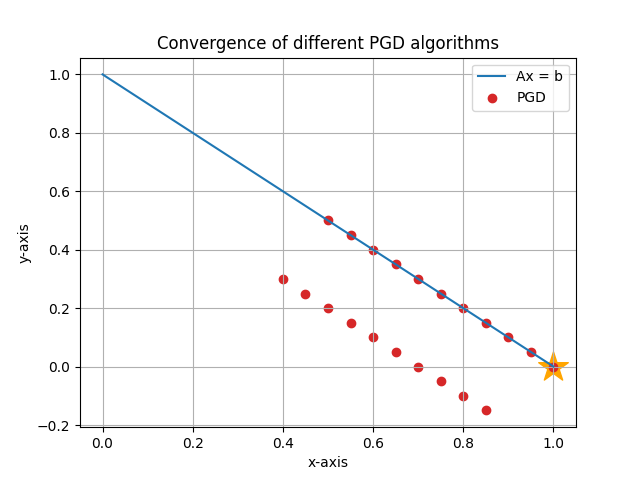 Convergence of different PGD algorithms
Ax = b
PGD
1.0
0.8
0.6
0.4
0.2
0.0
−0.2
y-axis
0.0
0.2
0.4
0.6
0.8
1.0
x-axis